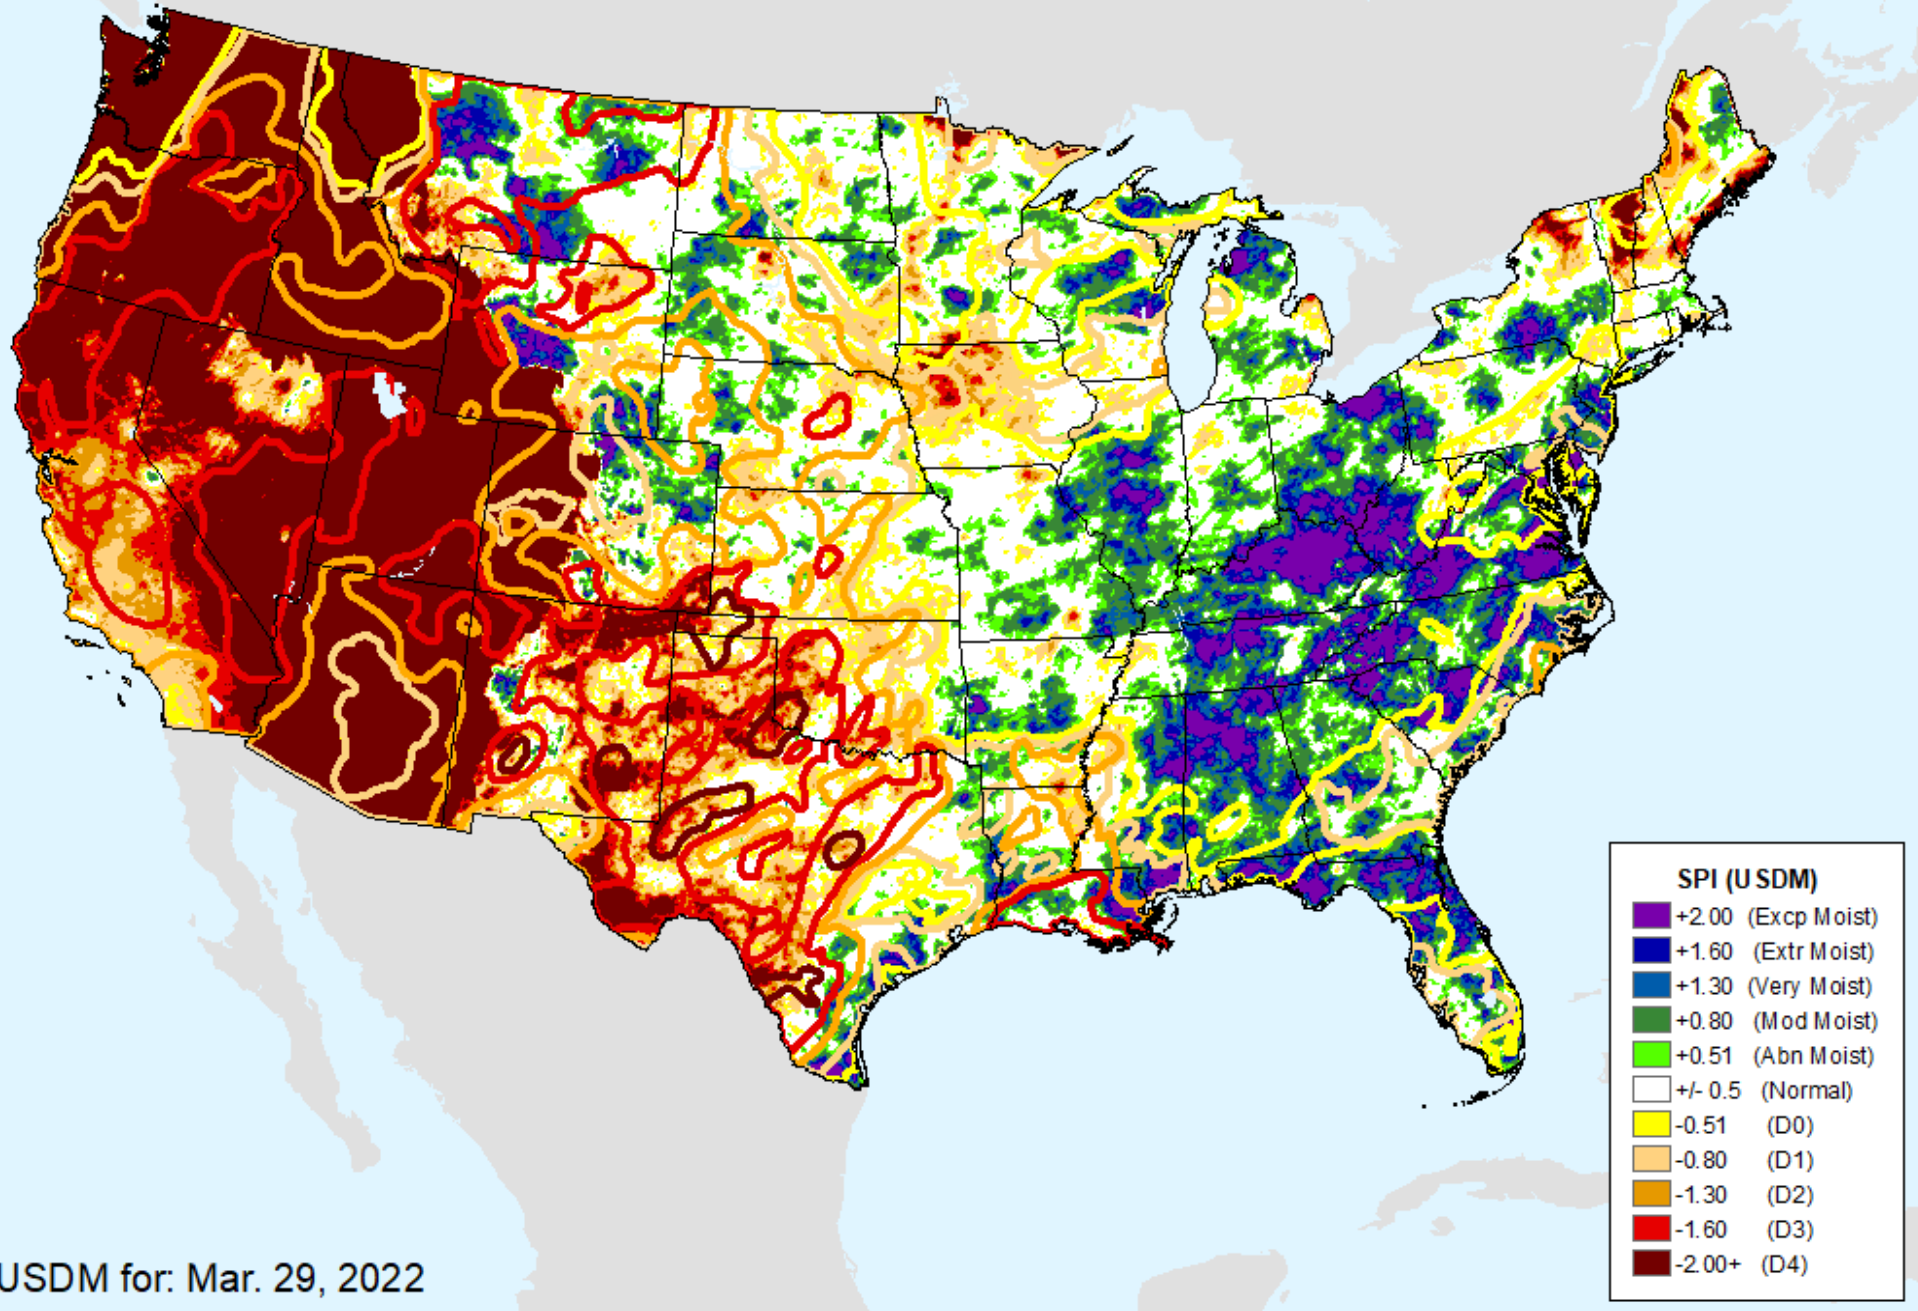 SPI (USDM)
+2.00 (Excp Moist)
+1.60 (Extr Moist)
+1.30 (Very Moist)
+0.80 (Mod Moist)
+0.51 (Abn Moist)
+/- 0.5 (Normal)
-0.51 (D0)
-0.80 (D1)
-1.30 (D2)
-1.60 (D3)
-2.00+ (D4)
USDM for: Mar. 29, 2022